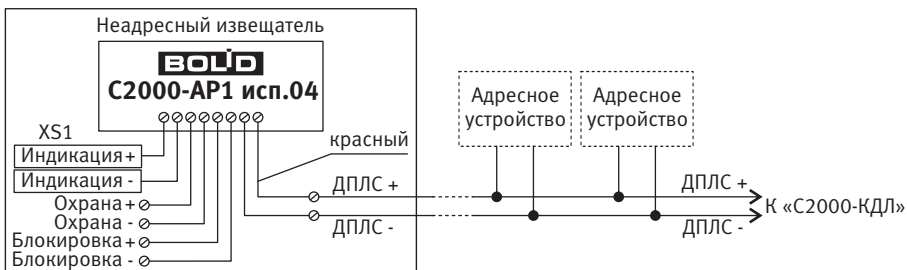 Неадресный извещатель
BOLID
С2000-АР1 исп.04
XS1
Индикация+
Индикация -
Охрана+
Охрана -
Блокировка+
Блокировка -
красный
ДПЛС +
ДПЛС -
Адресное
устройство
Адресное
устройство
ДПЛС +
ДПЛС -
К «С2000-КДЛ»